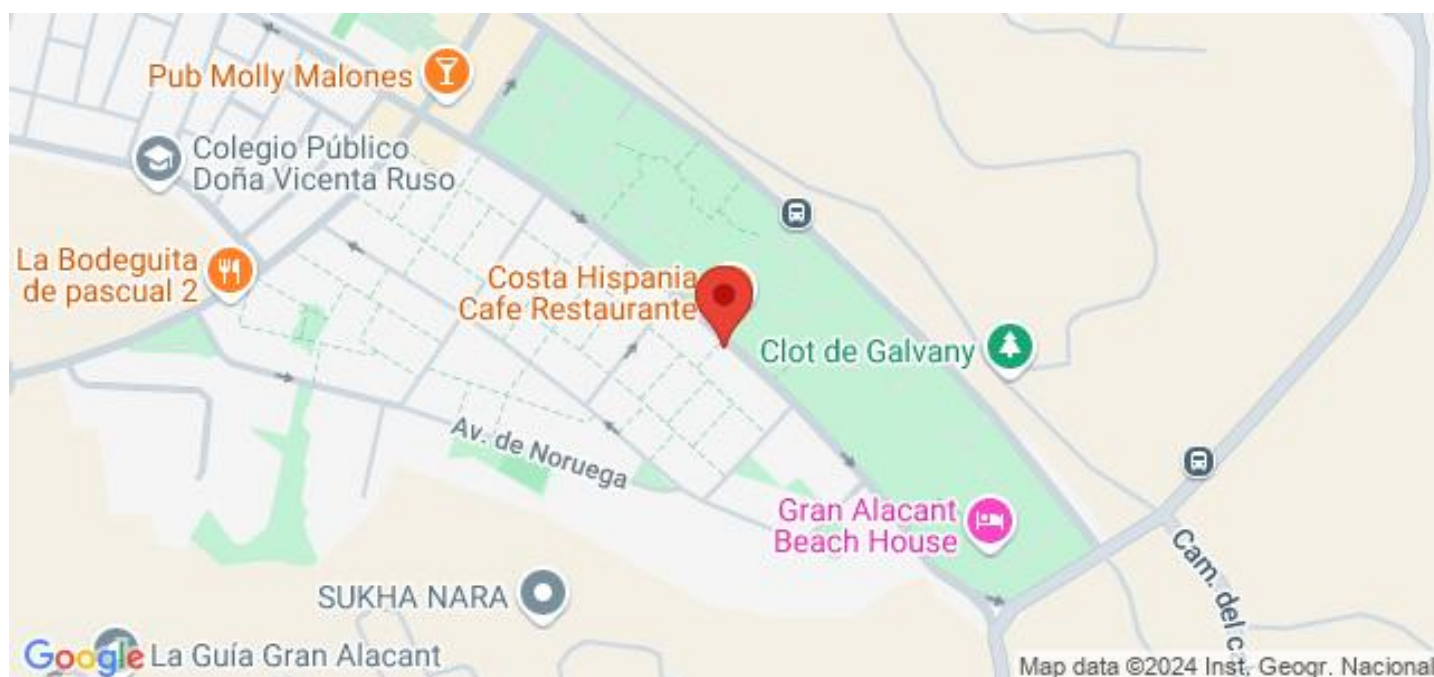 Pub Molly Malones
Colegio Público
Doña Vicenta Ruso
La Bodeguita
de pascual 2
Costa Hispania
Cafe Restaurante
Clot de Galvany
Av. de Noruega
Gran Alacant
Beach House
Cam. del
SUKHA NARA
Google
La Guía Gran Alacant
Map data ©2024 Inst. Geogr. Nacional